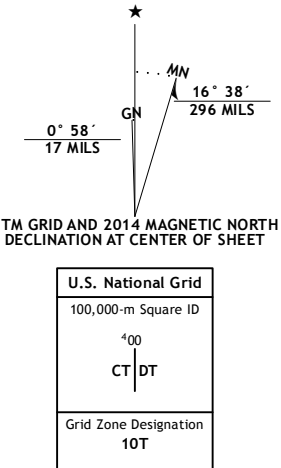 ★
MN
GN
16° 38´
296 MILS
0° 58´
17 MILS
TM GRID AND 2014 MAGNETIC NORTH
DECLINATION AT CENTER OF SHEET
U.S. National Grid
100,000-m Square ID
⁴00
CT DT
Grid Zone Designation
10T